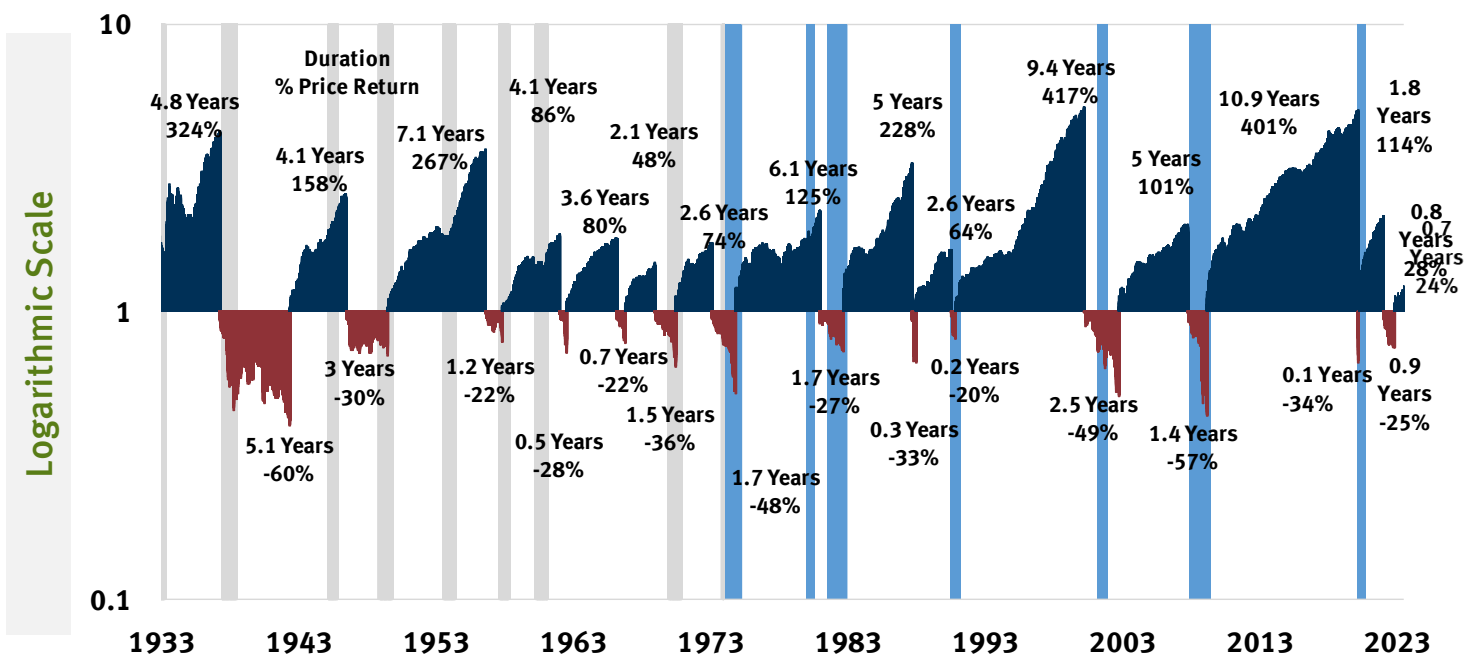 10
Duration
% Price Return
4.8 Years
324%
4.1 Years
158%
7.1 Years
267%
4.1 Years
86%
3.6 Years
80%
2.1 Years
48%
2.6 Years
74%
6.1 Years
125%
5 Years
228%
2.6 Years
64%
9.4 Years
417%
5 Years
101%
10.9 Years
401%
1.8
Years
114%
0.8
Years
28%
0.7
Years
24%
Logarithmic Scale
1
5.1 Years
-60%
3 Years
-30%
1.2 Years
-22%
0.5 Years
-28%
0.7 Years
-22%
1.5 Years
-36%
1.7 Years
-48%
1.7 Years
-27%
0.3 Years
-33%
0.2 Years
-20%
2.5 Years
-49%
1.4 Years
-57%
0.1 Years
-34%
0.9
Years
-25%
0.1
1933
1943
1953
1963
1973
1983
1993
2003
2013
2023